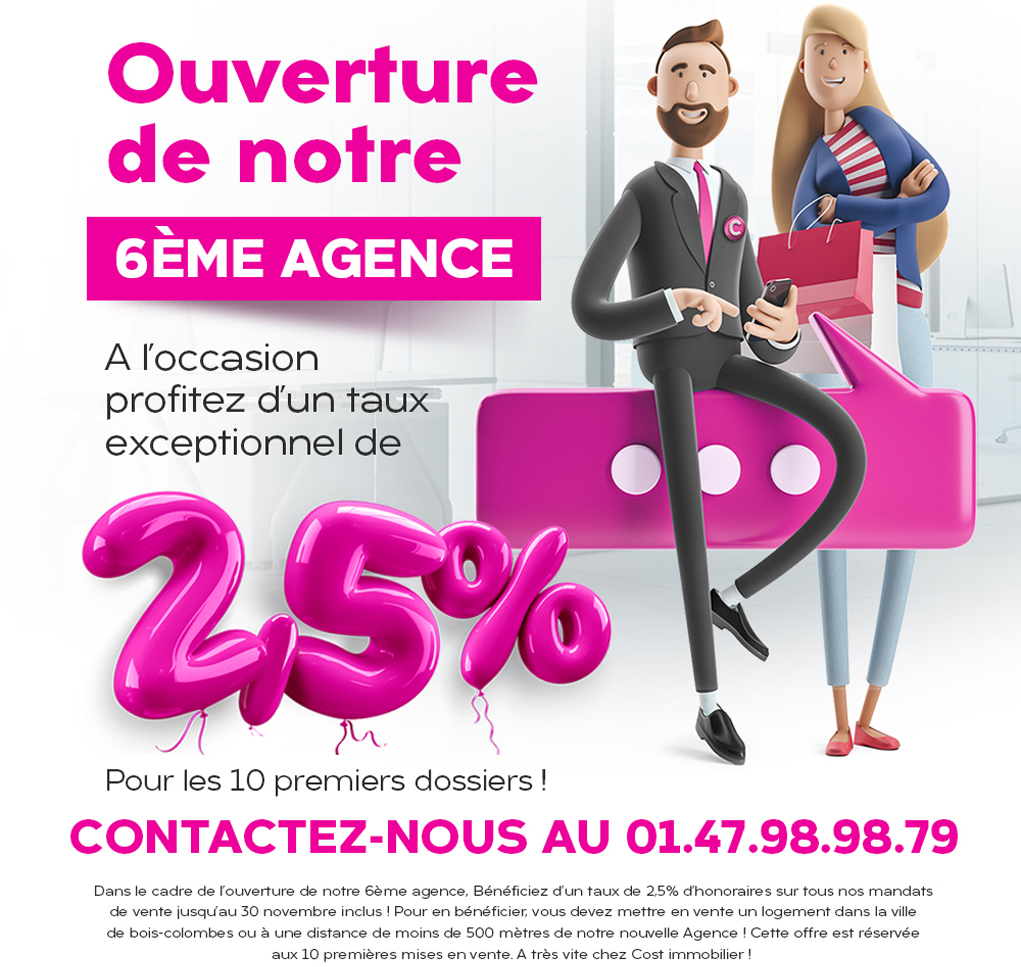 Ouverture
de notre
6ÈME AGENCE
C
A l'occasion
profitez d'un taux
exceptionnel de
2,5%
Pour les 10 premiers dossiers !
CONTACTEZ-NOUS AU 01.47.98.98.79
Dans le cadre de l'ouverture de notre 6ème agence, Bénéficiez d'un taux de 2,5% d'honoraires sur tous nos mandats
de vente jusqu'au 30 novembre inclus ! Pour en bénéficier, vous devez mettre en vente un logement dans la ville
de bois-colombes ou à une distance de moins de 500 mètres de notre nouvelle Agence ! Cette offre est réservée
aux 10 premières mises en vente. A très vite chez Cost immobilier !